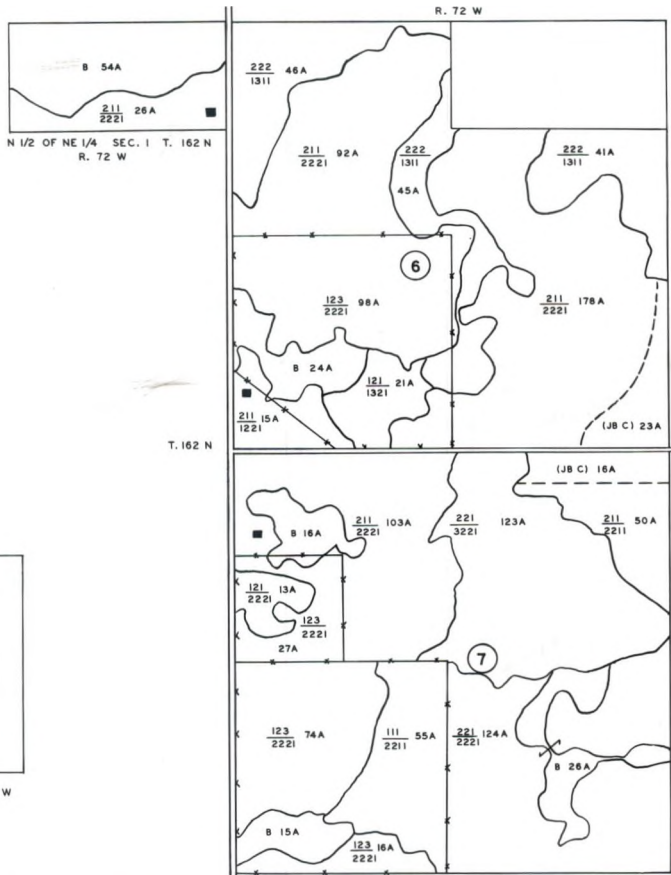 R. 72 W
B 54A
211
2221 26A
N 1/2 OF NE 1/4 SEC. 1 T. 162 N
R. 72 W
222
1311 46A
211
2221 92A
222
1311
45A
222
1311 41A
6
123
2221 98A
211
2221 178A
B 24A
121
1321 21A
211
1221 15A
(JB C) 23A
T. 162 N
(JB C) 16A
B 16A
211
2221 103A
221
3221 123A
211
2211 50A
121
2221 13A
123
2221
27A
7
123
2221 74A
111
2211 55A
221
2221 124A
B 26A
B 15A
123
2221 16A
W